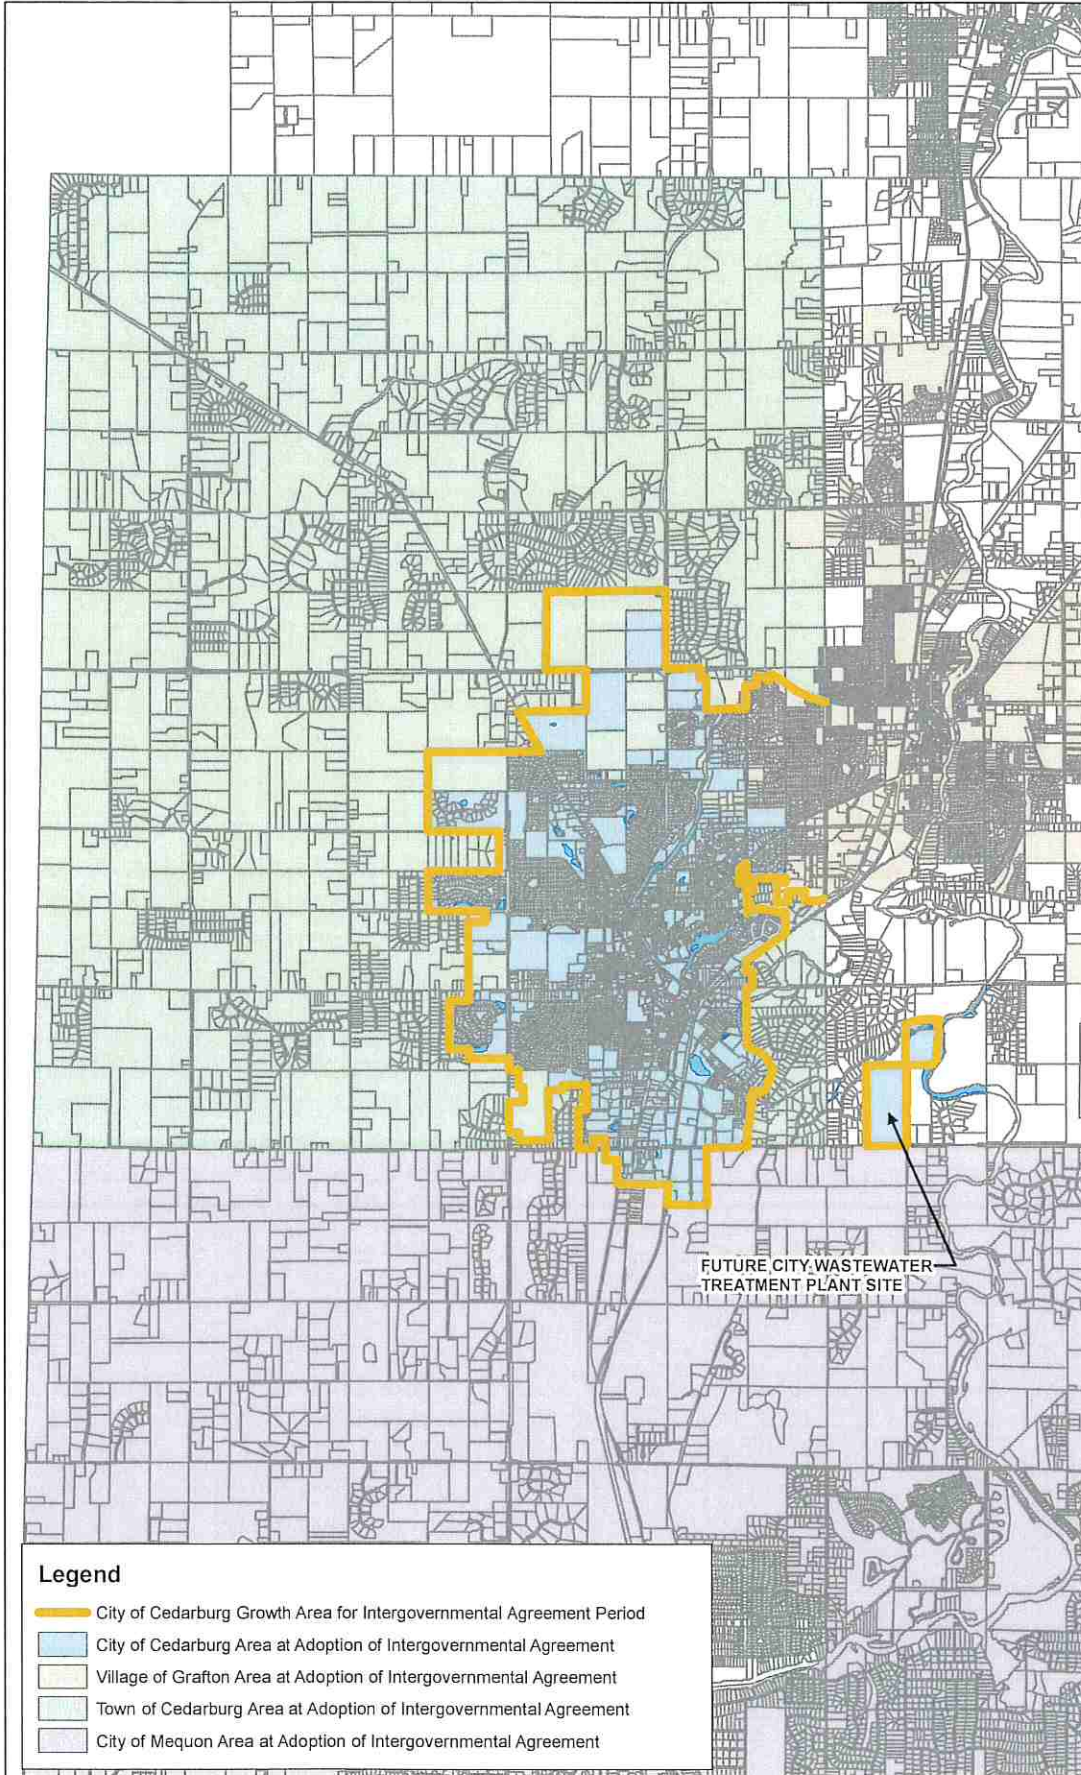 FUTURE CITY WASTEWATER
TREATMENT PLANT SITE
Legend
City of Cedarburg Growth Area for Intergovernmental Agreement Period
City of Cedarburg Area at Adoption of Intergovernmental Agreement
Village of Grafton Area at Adoption of Intergovernmental Agreement
Town of Cedarburg Area at Adoption of Intergovernmental Agreement
City of Mequon Area at Adoption of Intergovernmental Agreement